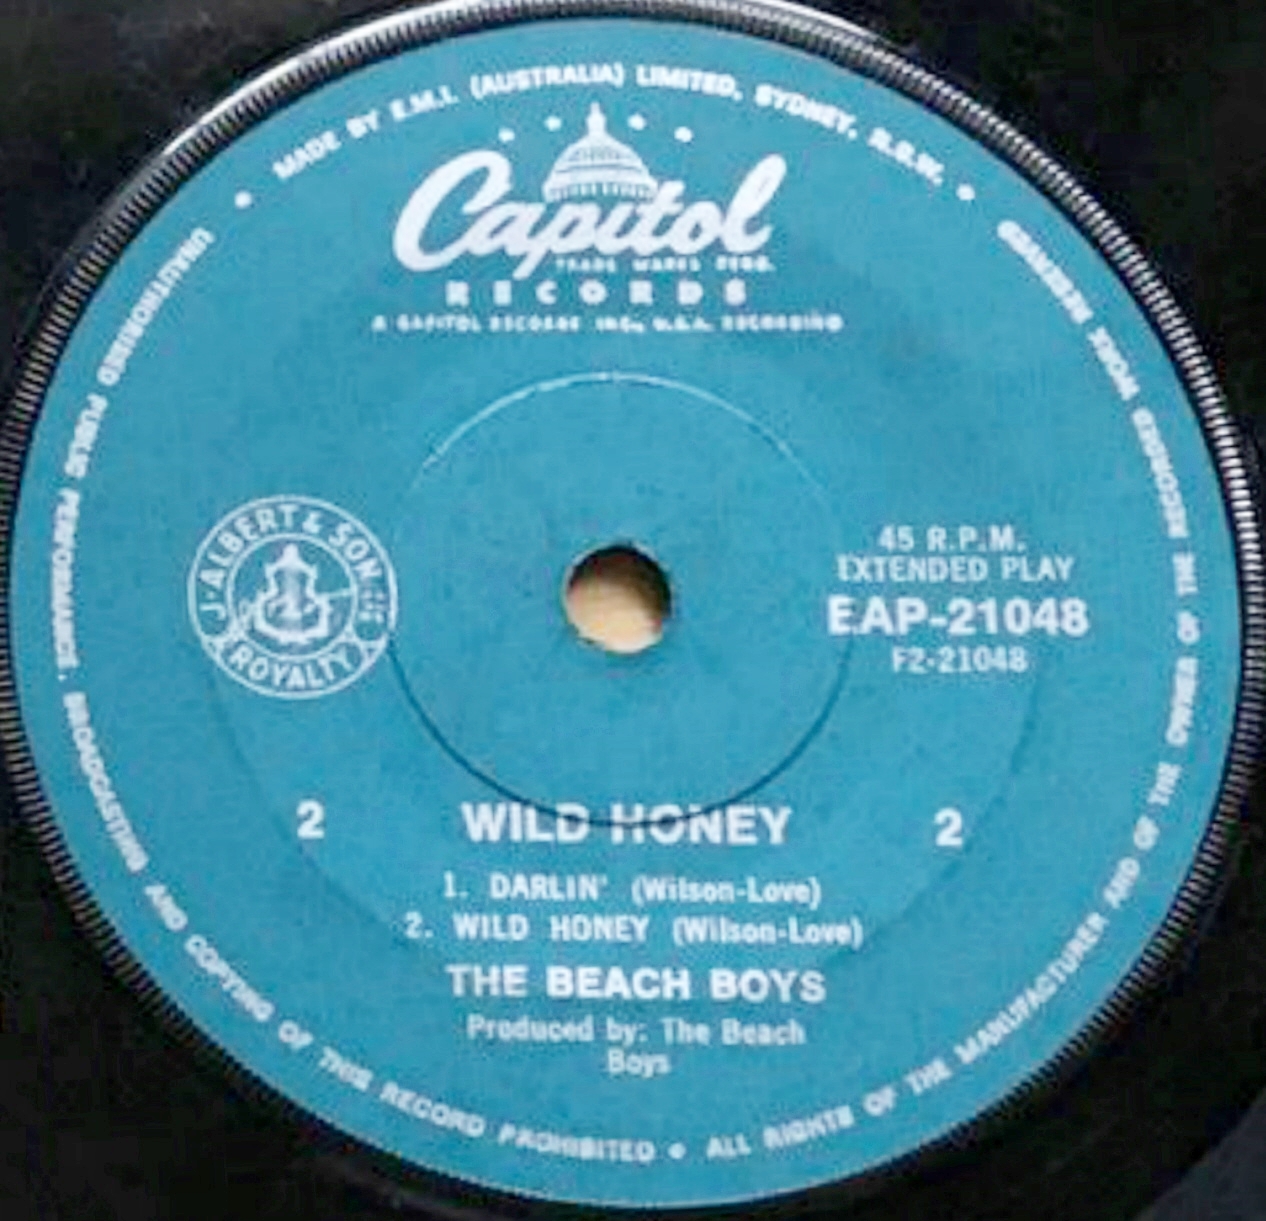 MADE BY E.M.I. (AUSTRALIA) LIMITED, SYDNEY, N.S.W.
Capitol
TRADE MARKS REGD.
RECORDS
A CAPITOL RECORDS INC., U.S.A. RECORDING
J. ALBERT & SON
ROYALTY
45 R.P.M.
EXTENDED PLAY
EAP-21048
F2-21048
2 WILD HONEY 2
1. DARLIN' (Wilson-Love)
2. WILD HONEY (Wilson-Love)
THE BEACH BOYS
Produced by: The Beach
Boys
ALL RIGHTS OF THE MANUFACTURER AND OF THE OWNER OF THE RECORDED WORK RESERVED
UNAUTHORISED PUBLIC PERFORMANCE, BROADCASTING AND COPYING OF THIS RECORD PROHIBITED